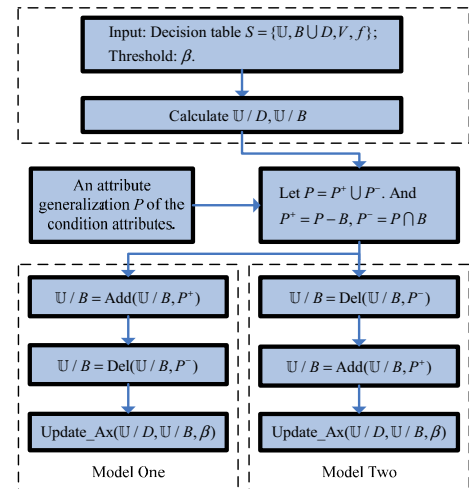 Input: Decision table S = {𝕌, B ⋃ D, V, f};
Threshold: β.
Calculate 𝕌 / D, 𝕌 / B
An attribute
generalization P of the
condition attributes.
Let P = P⁺ ⋃ P⁻. And
P⁺ = P − B, P⁻ = P ⋂ B
𝕌 / B = Add(𝕌 / B, P⁺)
𝕌 / B = Del(𝕌 / B, P⁻)
Update_Ax(𝕌 / D, 𝕌 / B, β)
Model One
𝕌 / B = Del(𝕌 / B, P⁻)
𝕌 / B = Add(𝕌 / B, P⁺)
Update_Ax(𝕌 / D, 𝕌 / B, β)
Model Two